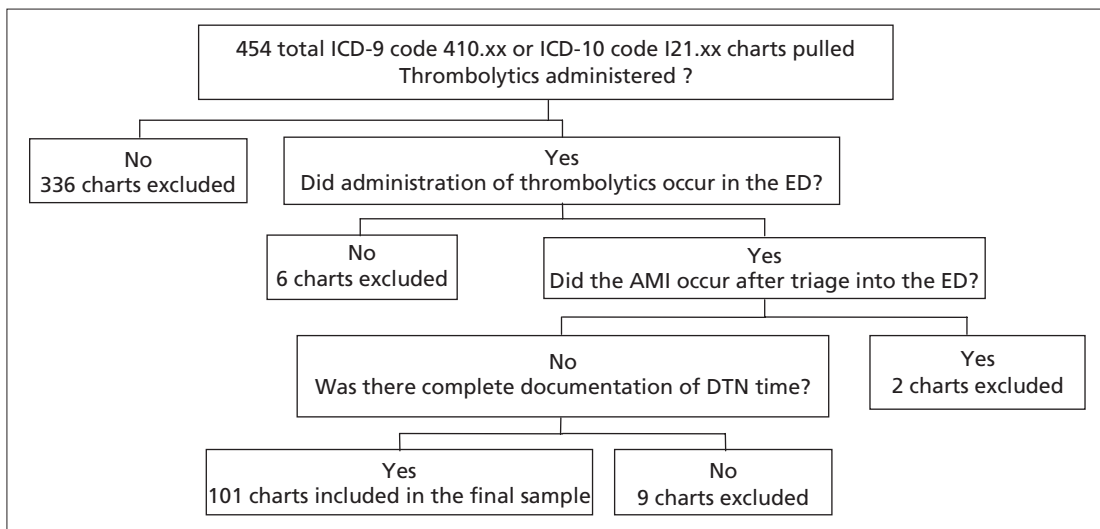 454 total ICD-9 code 410.xx or ICD-10 code I21.xx charts pulled
Thrombolytics administered ?
No
336 charts excluded
Yes
Did administration of thrombolytics occur in the ED?
No
6 charts excluded
Yes
Did the AMI occur after triage into the ED?
No
Was there complete documentation of DTN time?
Yes
2 charts excluded
Yes
101 charts included in the final sample
No
9 charts excluded